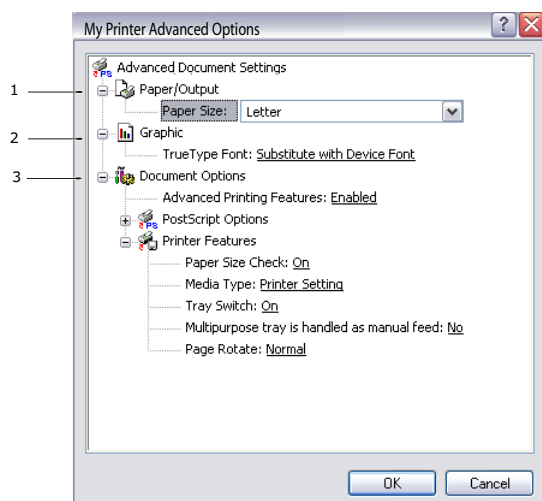 My Printer Advanced Options
Advanced Document Settings
1
Paper/Output
Paper Size: Letter
2
Graphic
TrueType Font: Substitute with Device Font
3
Document Options
Advanced Printing Features: Enabled
PostScript Options
Printer Features
Paper Size Check: On
Media Type: Printer Setting
Tray Switch: On
Multipurpose tray is handled as manual feed: No
Page Rotate: Normal
OK Cancel